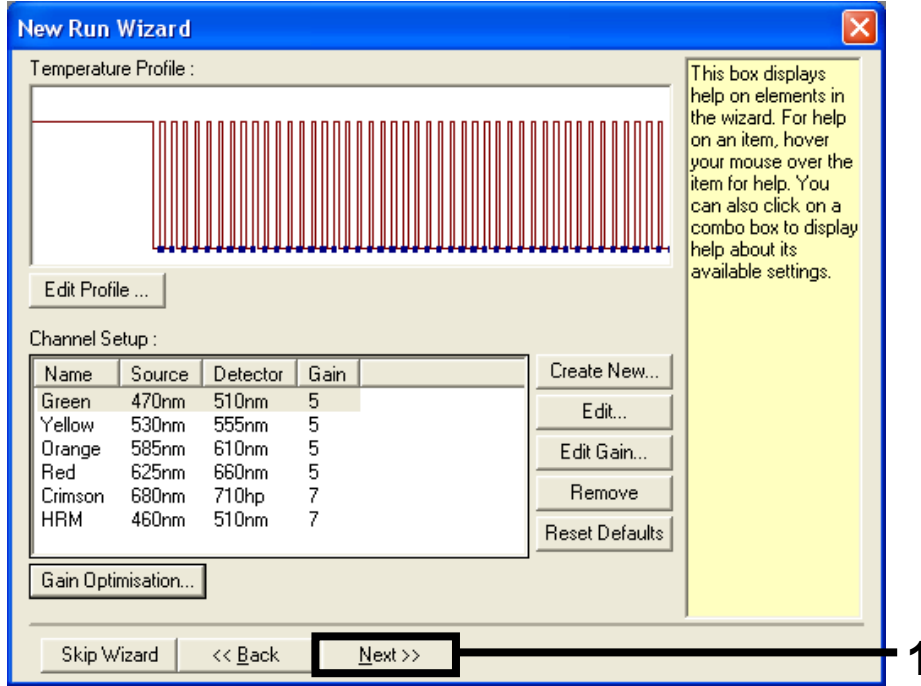 New Run Wizard
Temperature Profile :
This box displays
help on elements in
the wizard. For help
on an item, hover
your mouse over the
item for help. You
can also click on a
combo box to display
help about its
available settings.
Edit Profile ...
Channel Setup :
Name Source Detector Gain
Green 470nm 510nm 5
Yellow 530nm 555nm 5
Orange 585nm 610nm 5
Red 625nm 660nm 5
Crimson 680nm 710hp 7
HRM 460nm 510nm 7
Create New...
Edit...
Edit Gain...
Remove
Reset Defaults
Gain Optimisation...
Skip Wizard << Back Next >>
1